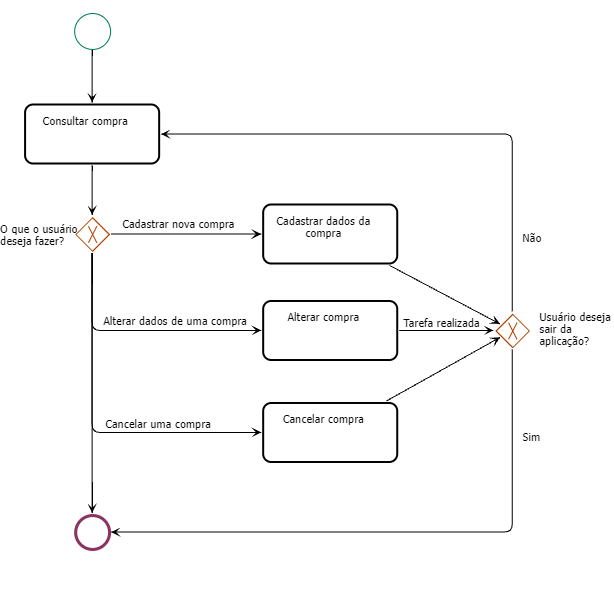 Consultar compra
O que o usuário
deseja fazer?
Cadastrar nova compra
Cadastrar dados da
compra
Não
Alterar dados de uma compra
Alterar compra
Tarefa realizada
Usuário deseja
sair da
aplicação?
Cancelar uma compra
Cancelar compra
Sim